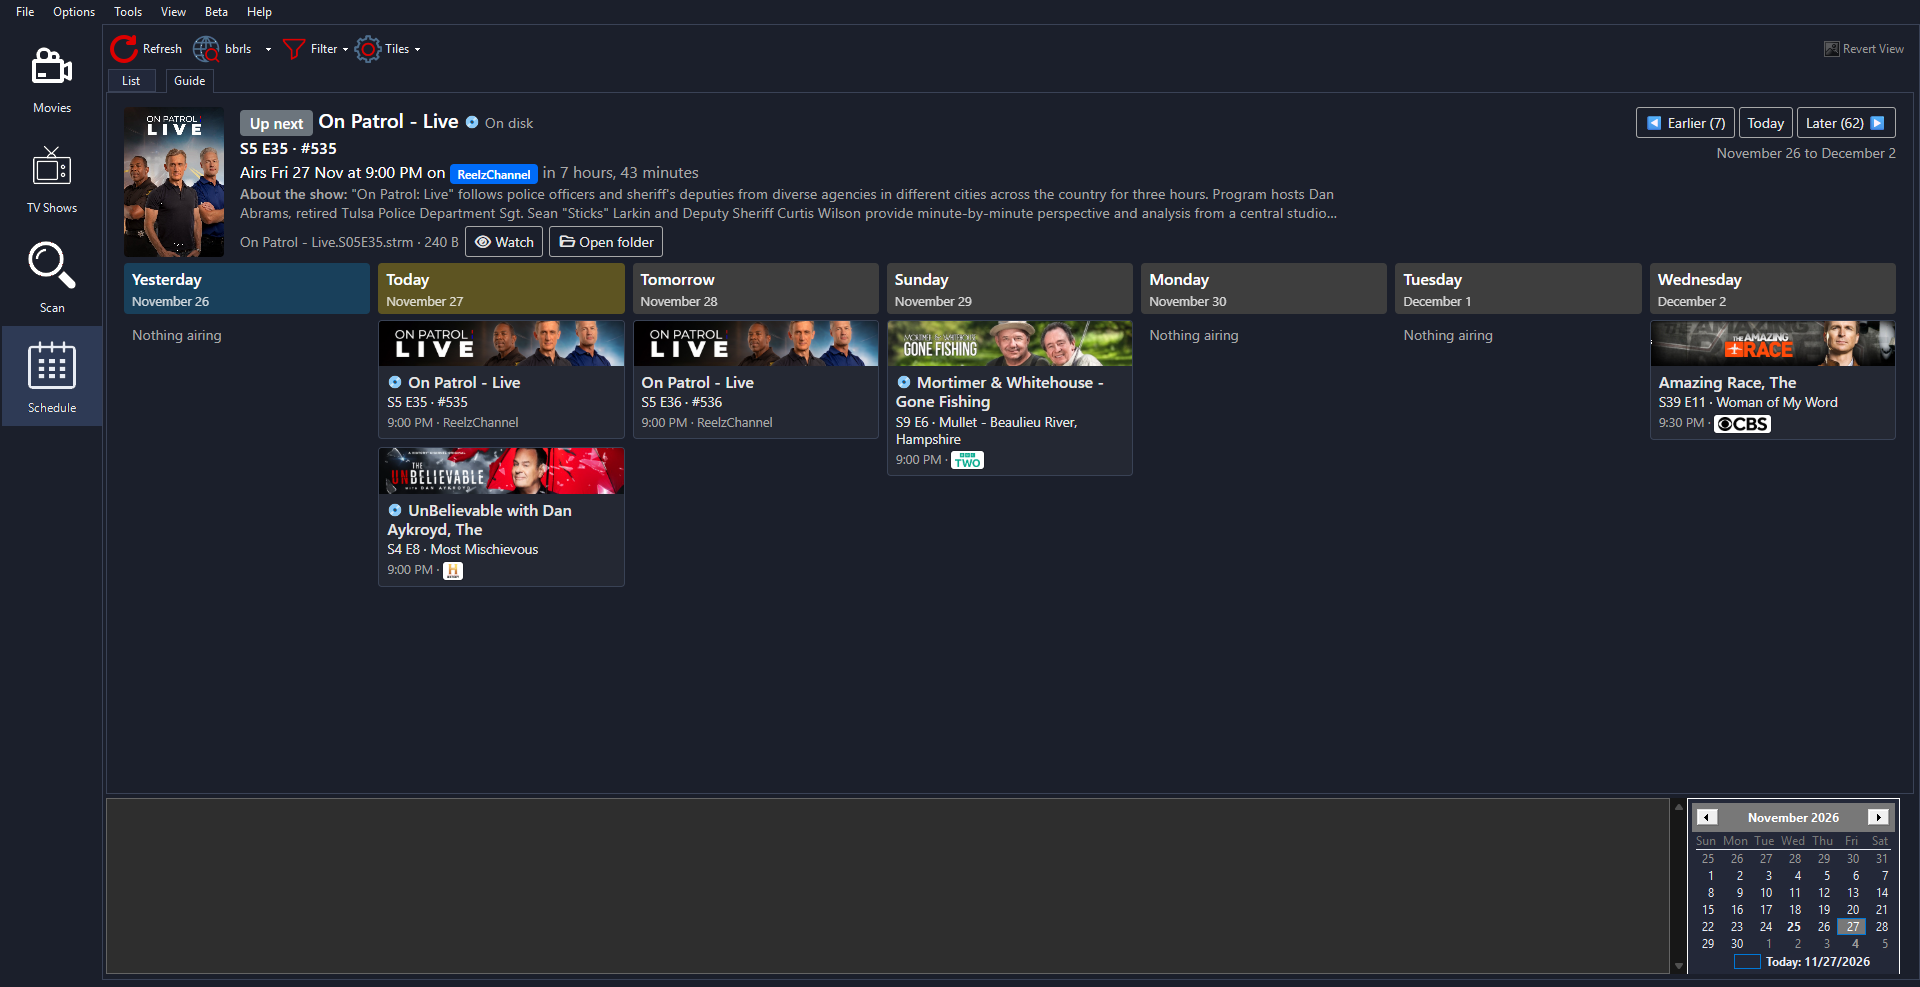 File Options Tools View Beta Help
Refresh bbrls Filter Tiles Revert View
List Guide
Movies
TV Shows
Scan
Schedule
ON PATROL
LIVE
Up next On Patrol - Live On disk
S5 E35 · #535
Airs Fri 27 Nov at 9:00 PM on ReelzChannel in 7 hours, 43 minutes
About the show: "On Patrol: Live" follows police officers and sheriff's deputies from diverse agencies in different cities across the country for three hours. Program hosts Dan
Abrams, retired Tulsa Police Department Sgt. Sean "Sticks" Larkin and Deputy Sheriff Curtis Wilson provide minute-by-minute perspective and analysis from a central studio...
On Patrol - Live.S05E35.strm · 240 B Watch Open folder
Earlier (7) Today Later (62)
November 26 to December 2
Yesterday
November 26
Nothing airing
Today
November 27
ON PATROL
LIVE
On Patrol - Live
S5 E35 · #535
9:00 PM · ReelzChannel
THE
UNBELIEVABLE
WITH DAN AYKROYD
UnBelievable with Dan
Aykroyd, The
S4 E8 · Most Mischievous
9:00 PM · H
Tomorrow
November 28
ON PATROL
LIVE
On Patrol - Live
S5 E36 · #536
9:00 PM · ReelzChannel
Sunday
November 29
MORTIMER & WHITEHOUSE
GONE FISHING
Mortimer & Whitehouse -
Gone Fishing
S9 E6 · Mullet - Beaulieu River,
Hampshire
9:00 PM · BBC TWO
Monday
November 30
Nothing airing
Tuesday
December 1
Nothing airing
Wednesday
December 2
THE AMAZING
RACE
Amazing Race, The
S39 E11 · Woman of My Word
9:30 PM · CBS
November 2026
Sun Mon Tue Wed Thu Fri Sat
25 26 27 28 29 30 31
1 2 3 4 5 6 7
8 9 10 11 12 13 14
15 16 17 18 19 20 21
22 23 24 25 26 27 28
29 30 1 2 3 4 5
Today: 11/27/2026